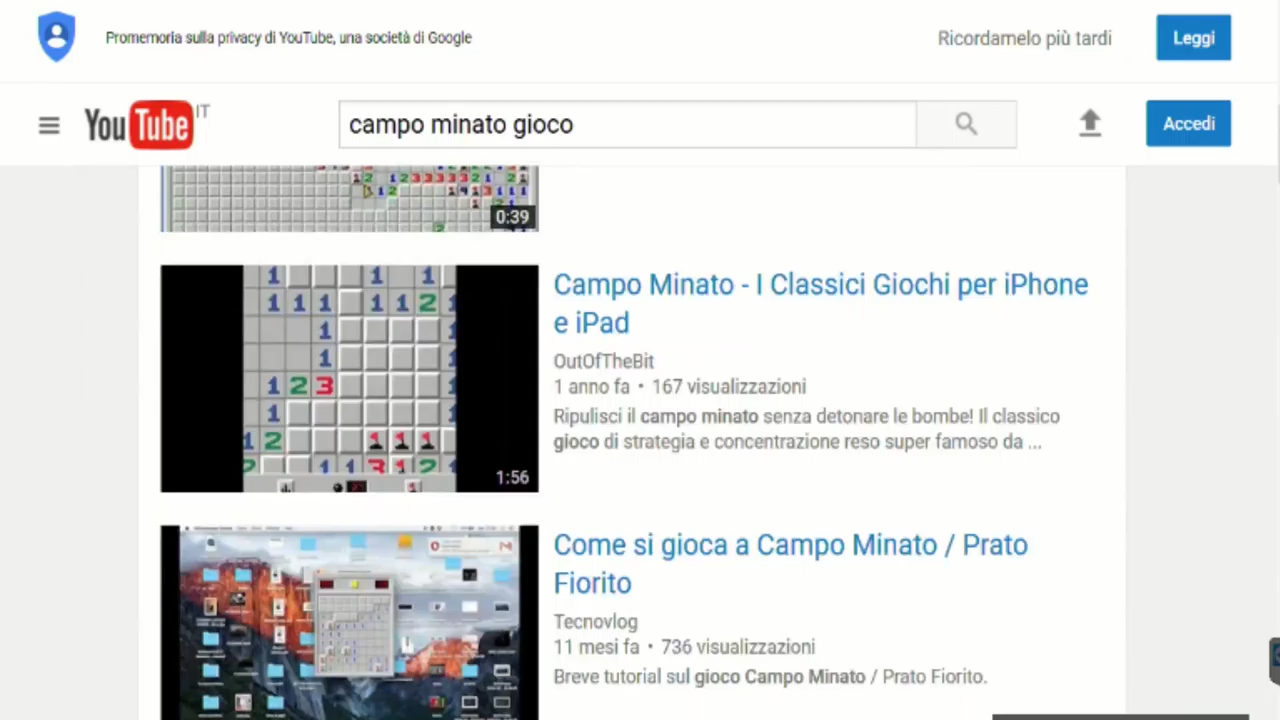 Promemoria sulla privacy di YouTube, una società di Google
Ricordamelo più tardi
Leggi
YouTube IT
campo minato gioco
Accedi
0:39
Campo Minato - I Classici Giochi per iPhone
e iPad
OutOfTheBit
1 anno fa • 167 visualizzazioni
Ripulisci il campo minato senza detonare le bombe! Il classico
gioco di strategia e concentrazione reso super famoso da ...
1:56
Come si gioca a Campo Minato / Prato
Fiorito
Tecnovlog
11 mesi fa • 736 visualizzazioni
Breve tutorial sul gioco Campo Minato / Prato Fiorito.